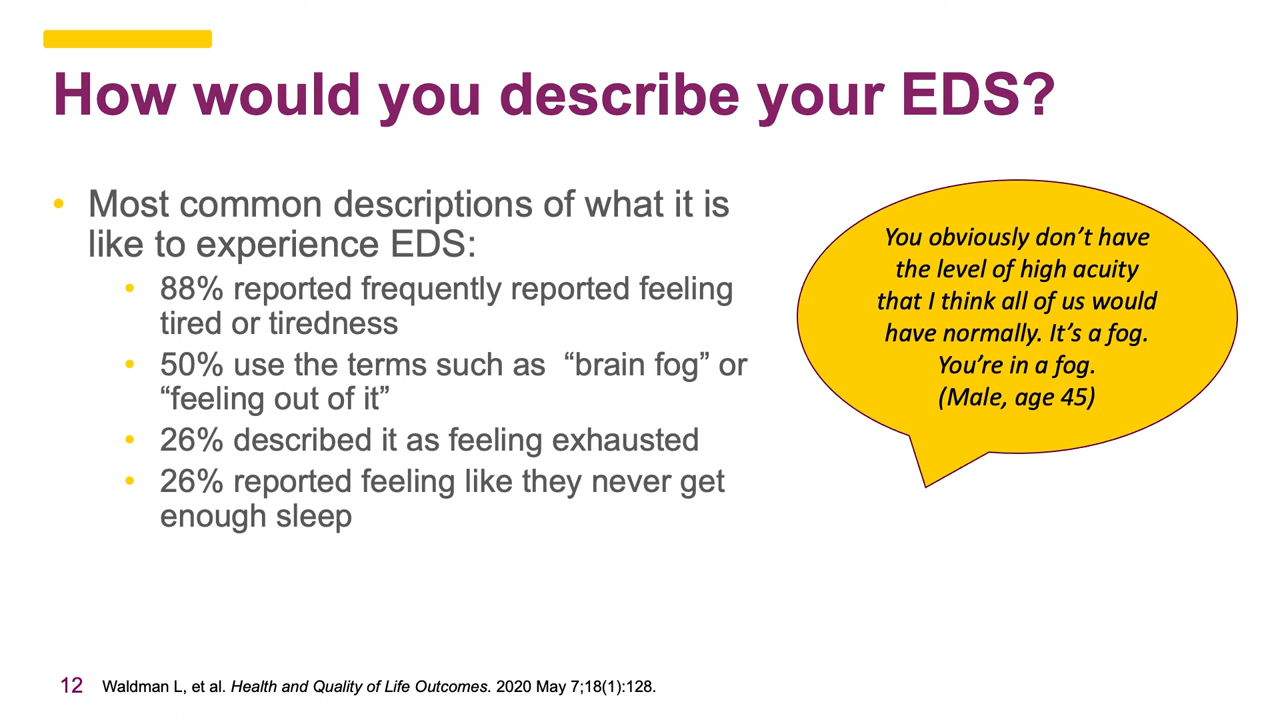 How would you describe your EDS?
• Most common descriptions of what it is
like to experience EDS:
• 88% reported frequently reported feeling
tired or tiredness
• 50% use the terms such as “brain fog” or
“feeling out of it”
• 26% described it as feeling exhausted
• 26% reported feeling like they never get
enough sleep
You obviously don’t have
the level of high acuity
that I think all of us would
have normally. It’s a fog.
You’re in a fog.
(Male, age 45)
12 Waldman L, et al. Health and Quality of Life Outcomes. 2020 May 7;18(1):128.